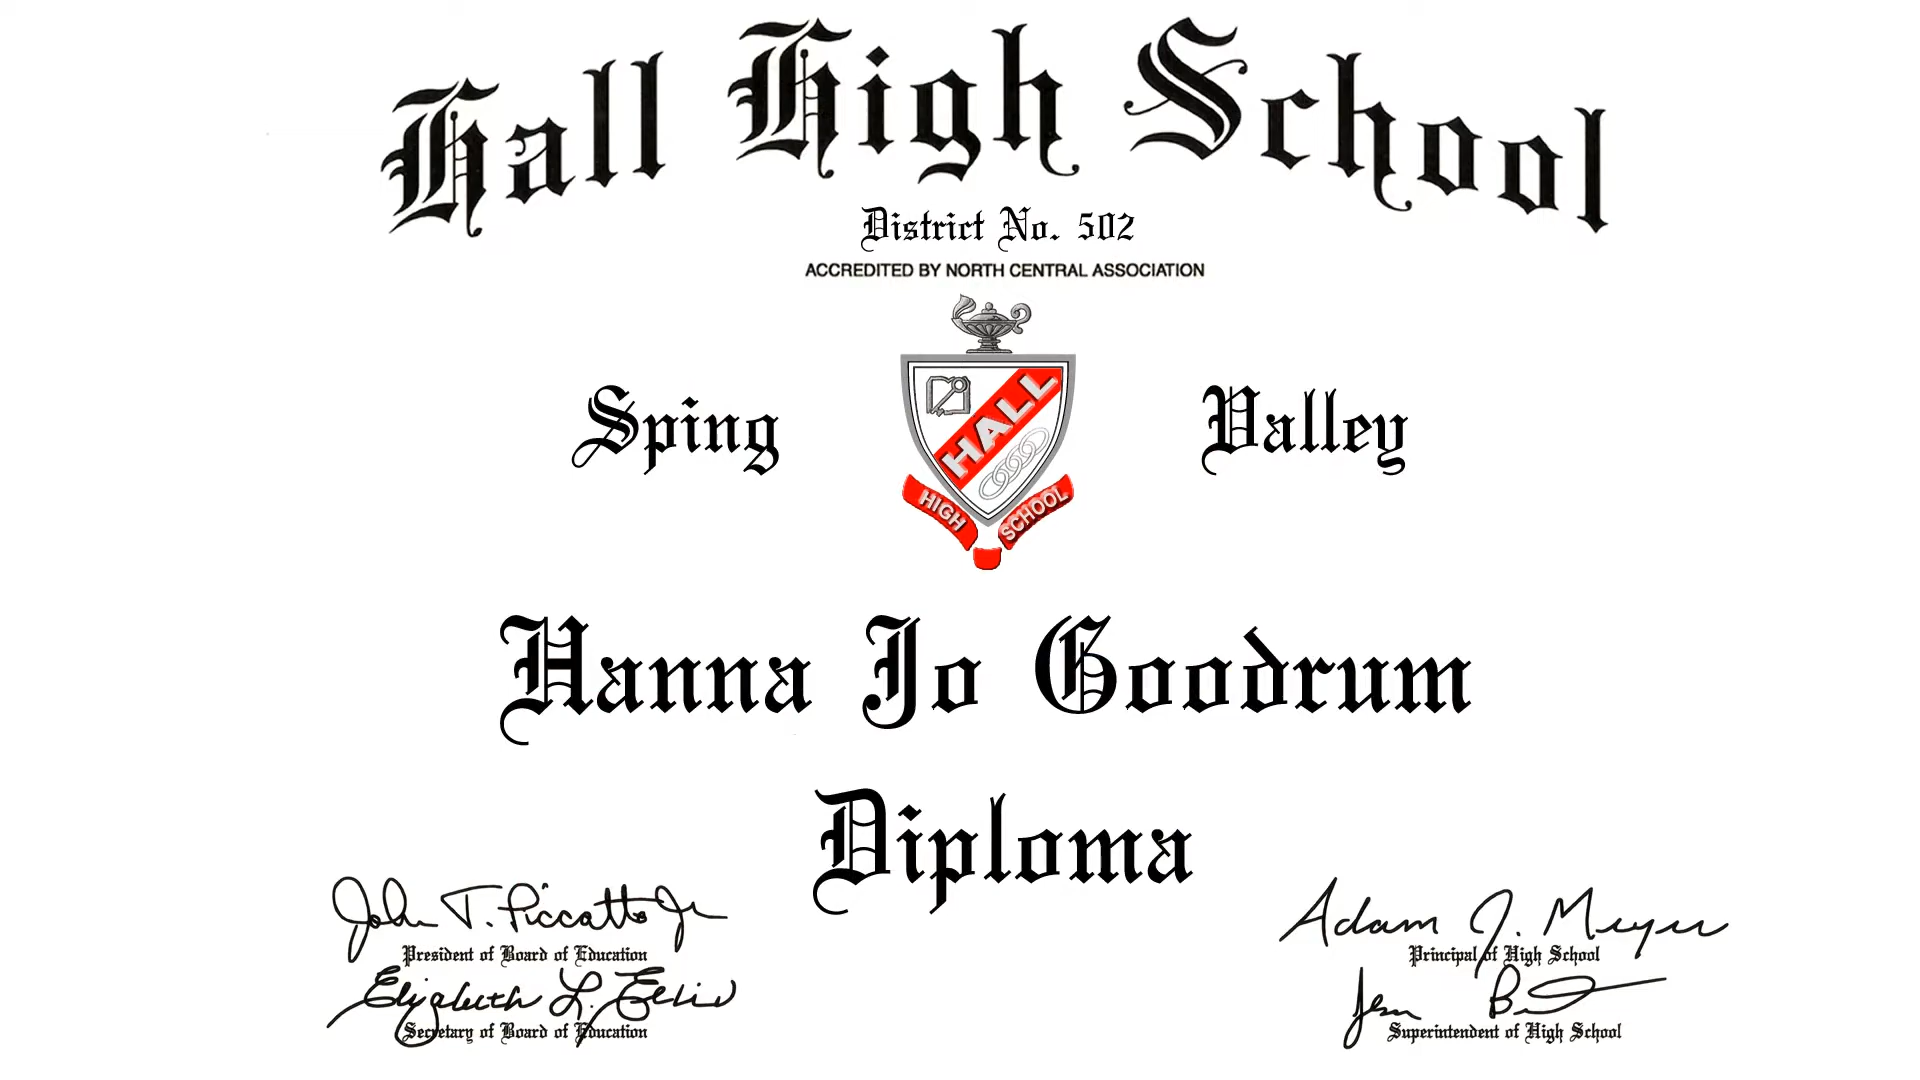 Hall High School
District No. 502
ACCREDITED BY NORTH CENTRAL ASSOCIATION
Sping Valley
HALL
HIGH SCHOOL
Hanna Jo Goodrum
Diploma
John T. Piccatto Jr
President of Board of Education
Elizabeth L. Ellis
Secretary of Board of Education
Adam J. Meyer
Principal of High School
Superintendent of High School